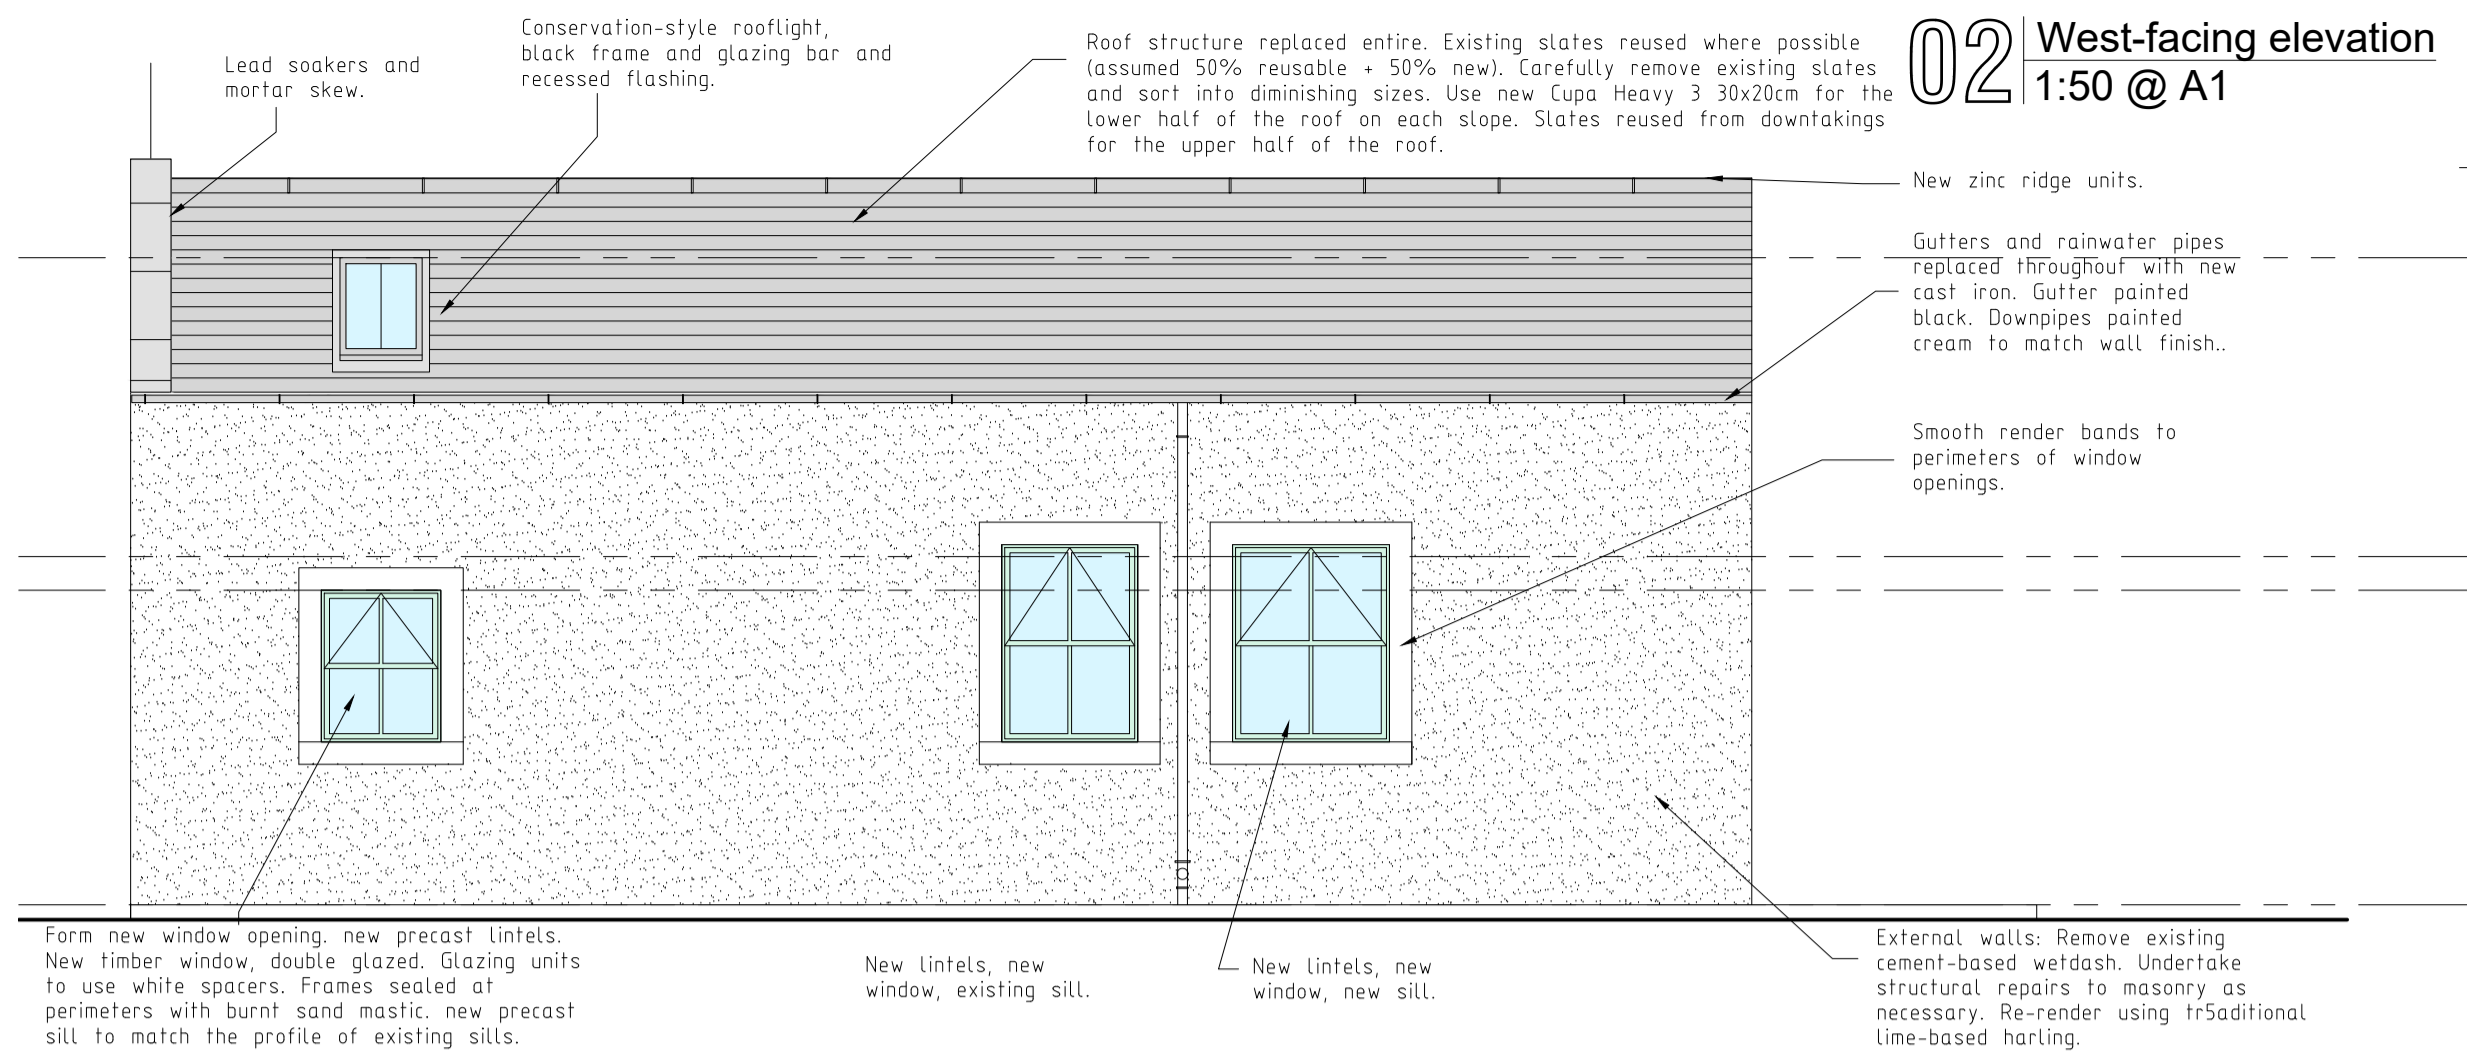 Conservation-style rooflight,
black frame and glazing bar and
recessed flashing.
Lead soakers and
mortar skew.
Roof structure replaced entire. Existing slates reused where possible
(assumed 50% reusable + 50% new). Carefully remove existing slates
and sort into diminishing sizes. Use new Cupa Heavy 3 30x20cm for the
lower half of the roof on each slope. Slates reused from downtakings
for the upper half of the roof.
02
West-facing elevation
1:50 @ A1
New zinc ridge units.
Gutters and rainwater pipes
replaced throughout with new
cast iron. Gutter painted
black. Downpipes painted
cream to match wall finish..
Smooth render bands to
perimeters of window
openings.
Form new window opening. new precast lintels.
New timber window, double glazed. Glazing units
to use white spacers. Frames sealed at
perimeters with burnt sand mastic. new precast
sill to match the profile of existing sills.
New lintels, new
window, existing sill.
New lintels, new
window, new sill.
External walls: Remove existing
cement-based wetdash. Undertake
structural repairs to masonry as
necessary. Re-render using tr5aditional
lime-based harling.